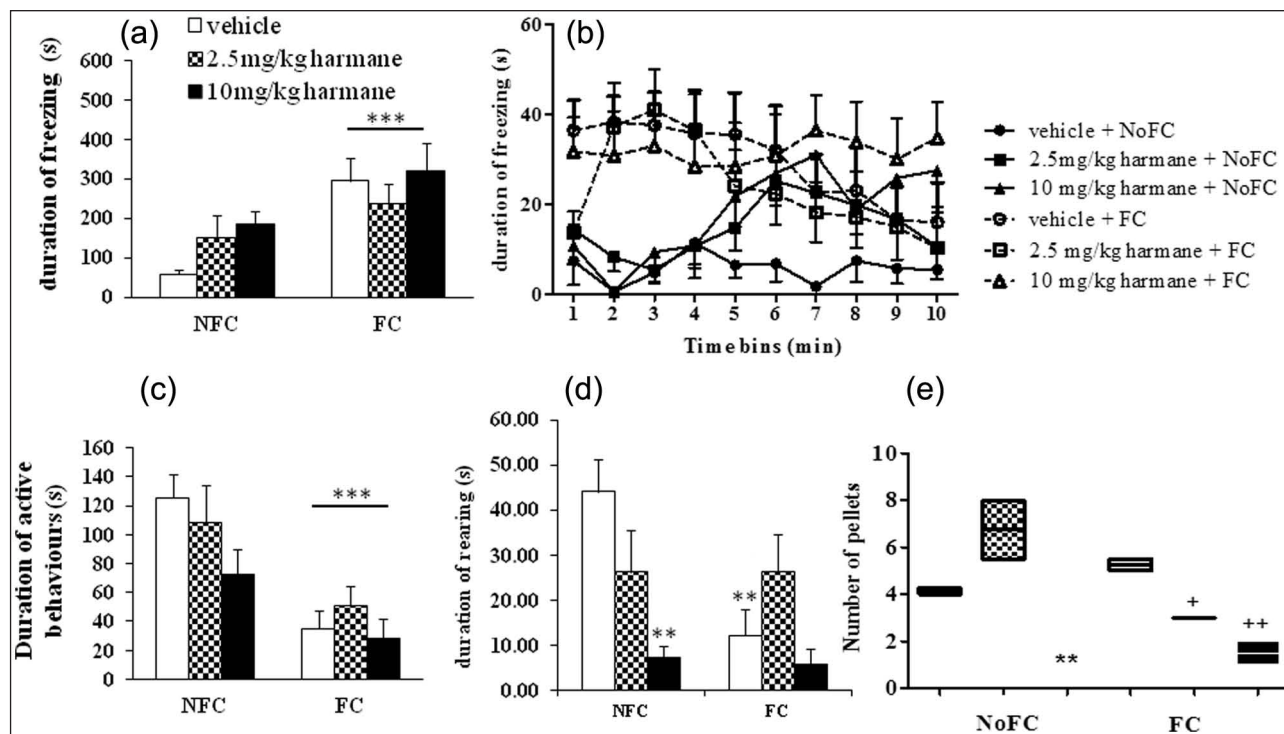 (a)
vehicle
2.5mg/kg harmane
10mg/kg harmane
duration of freezing (s)
600
500
400
300
200
100
0
***
NFC FC
(b)
duration of freezing (s)
60
40
20
0
1 2 3 4 5 6 7 8 9 10
Time bins (min)
vehicle + NoFC
2.5mg/kg harmane + NoFC
10 mg/kg harmane + NoFC
vehicle + FC
2.5 mg/kg harmane + FC
10 mg/kg harmane + FC
(c)
Duration of active
behaviours (s)
160
140
120
100
80
60
40
20
0
***
NFC FC
(d)
duration of rearing (s)
60.00
50.00
40.00
30.00
20.00
10.00
0.00
**
**
NFC FC
(e)
Number of pellets
10
8
6
4
2
0
**
+
++
NoFC FC